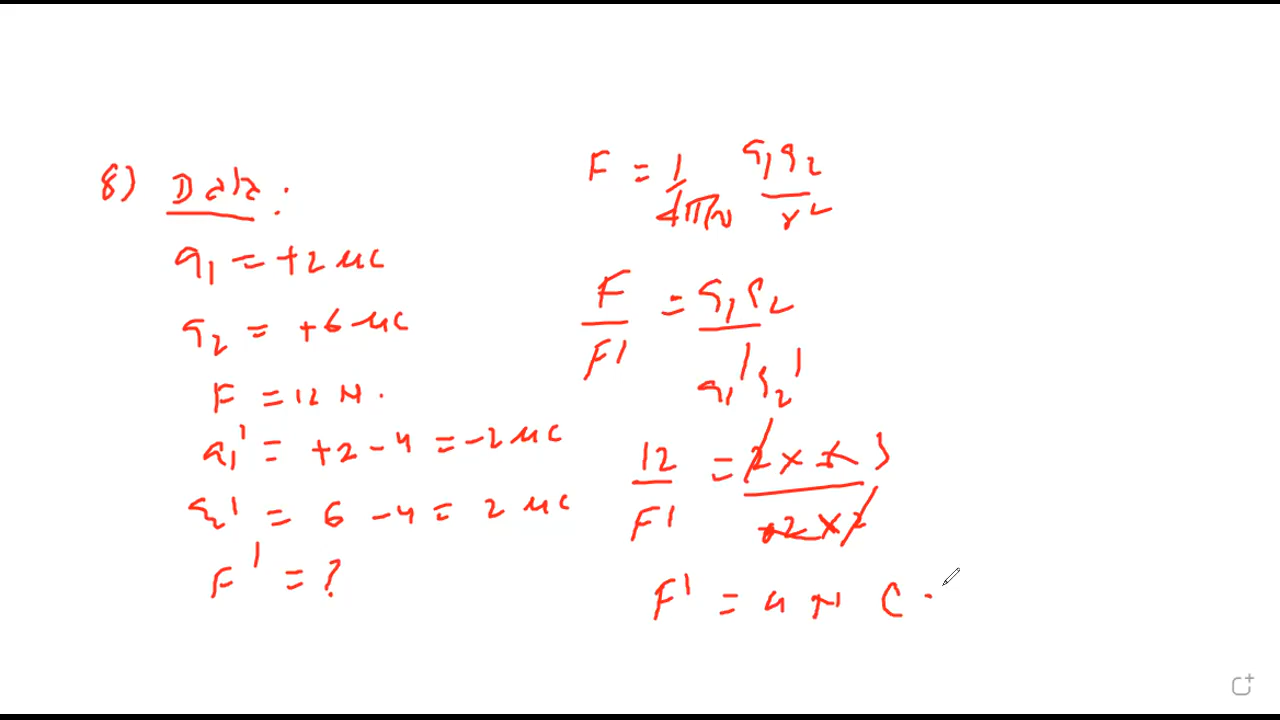 8) Data :
q1 = +2 μC
q2 = +6 μC
F = 12 N.
q1' = +2 - 4 = -2 μC
q2' = 6 - 4 = 2 μC
F' = ?
F = 1/4πε0 q1q2/r2
F/F' = q1q2/q1'q2'
12/F' = 2 × 6 3/-2 × 2
F' = 4 N C.